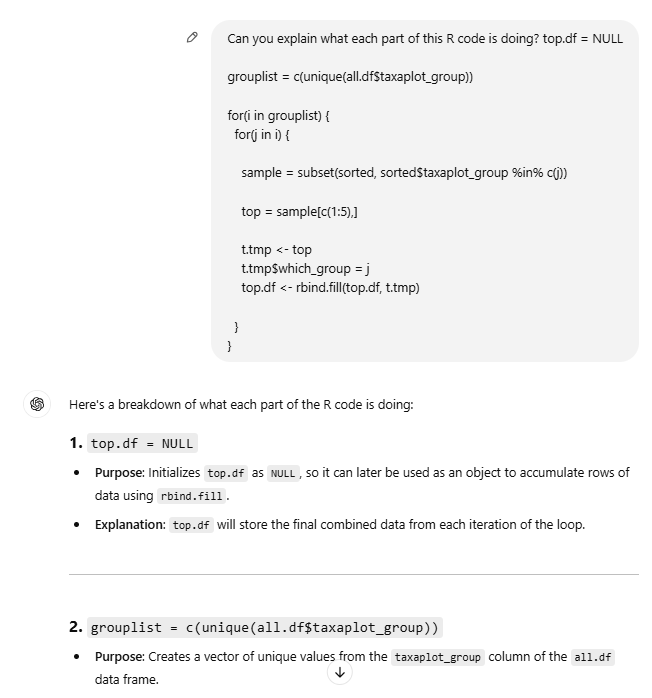 Can you explain what each part of this R code is doing? top.df = NULL
grouplist = c(unique(all.df$taxaplot_group))
for(i in grouplist) {
for(j in i) {
sample = subset(sorted, sorted$taxaplot_group %in% c(j))
top = sample[c(1:5),]
t.tmp <- top
t.tmp$which_group = j
top.df <- rbind.fill(top.df, t.tmp)
}
}
Here's a breakdown of what each part of the R code is doing:
1. top.df = NULL
• Purpose: Initializes top.df as NULL, so it can later be used as an object to accumulate rows of
data using rbind.fill.
• Explanation: top.df will store the final combined data from each iteration of the loop.
2. grouplist = c(unique(all.df$taxaplot_group))
• Purpose: Creates a vector of unique values from the taxaplot_group column of the all.df
data frame.